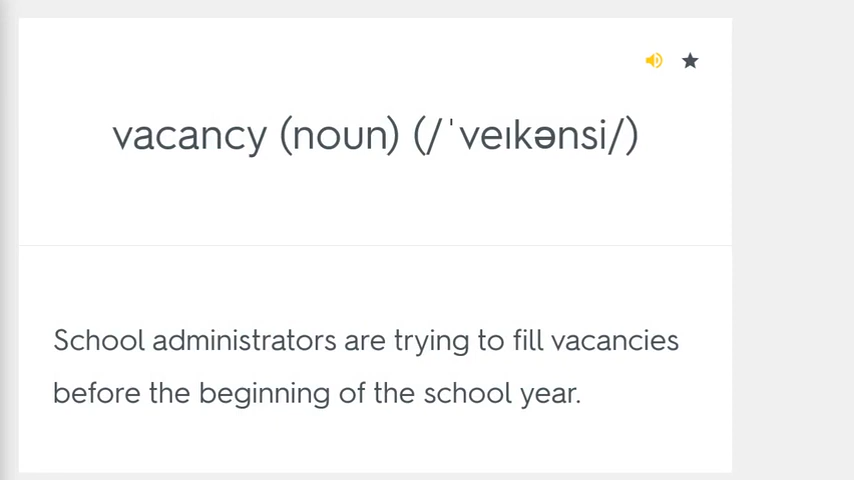 vacancy (noun) (/ˈveɪkənsi/)
School administrators are trying to fill vacancies
before the beginning of the school year.